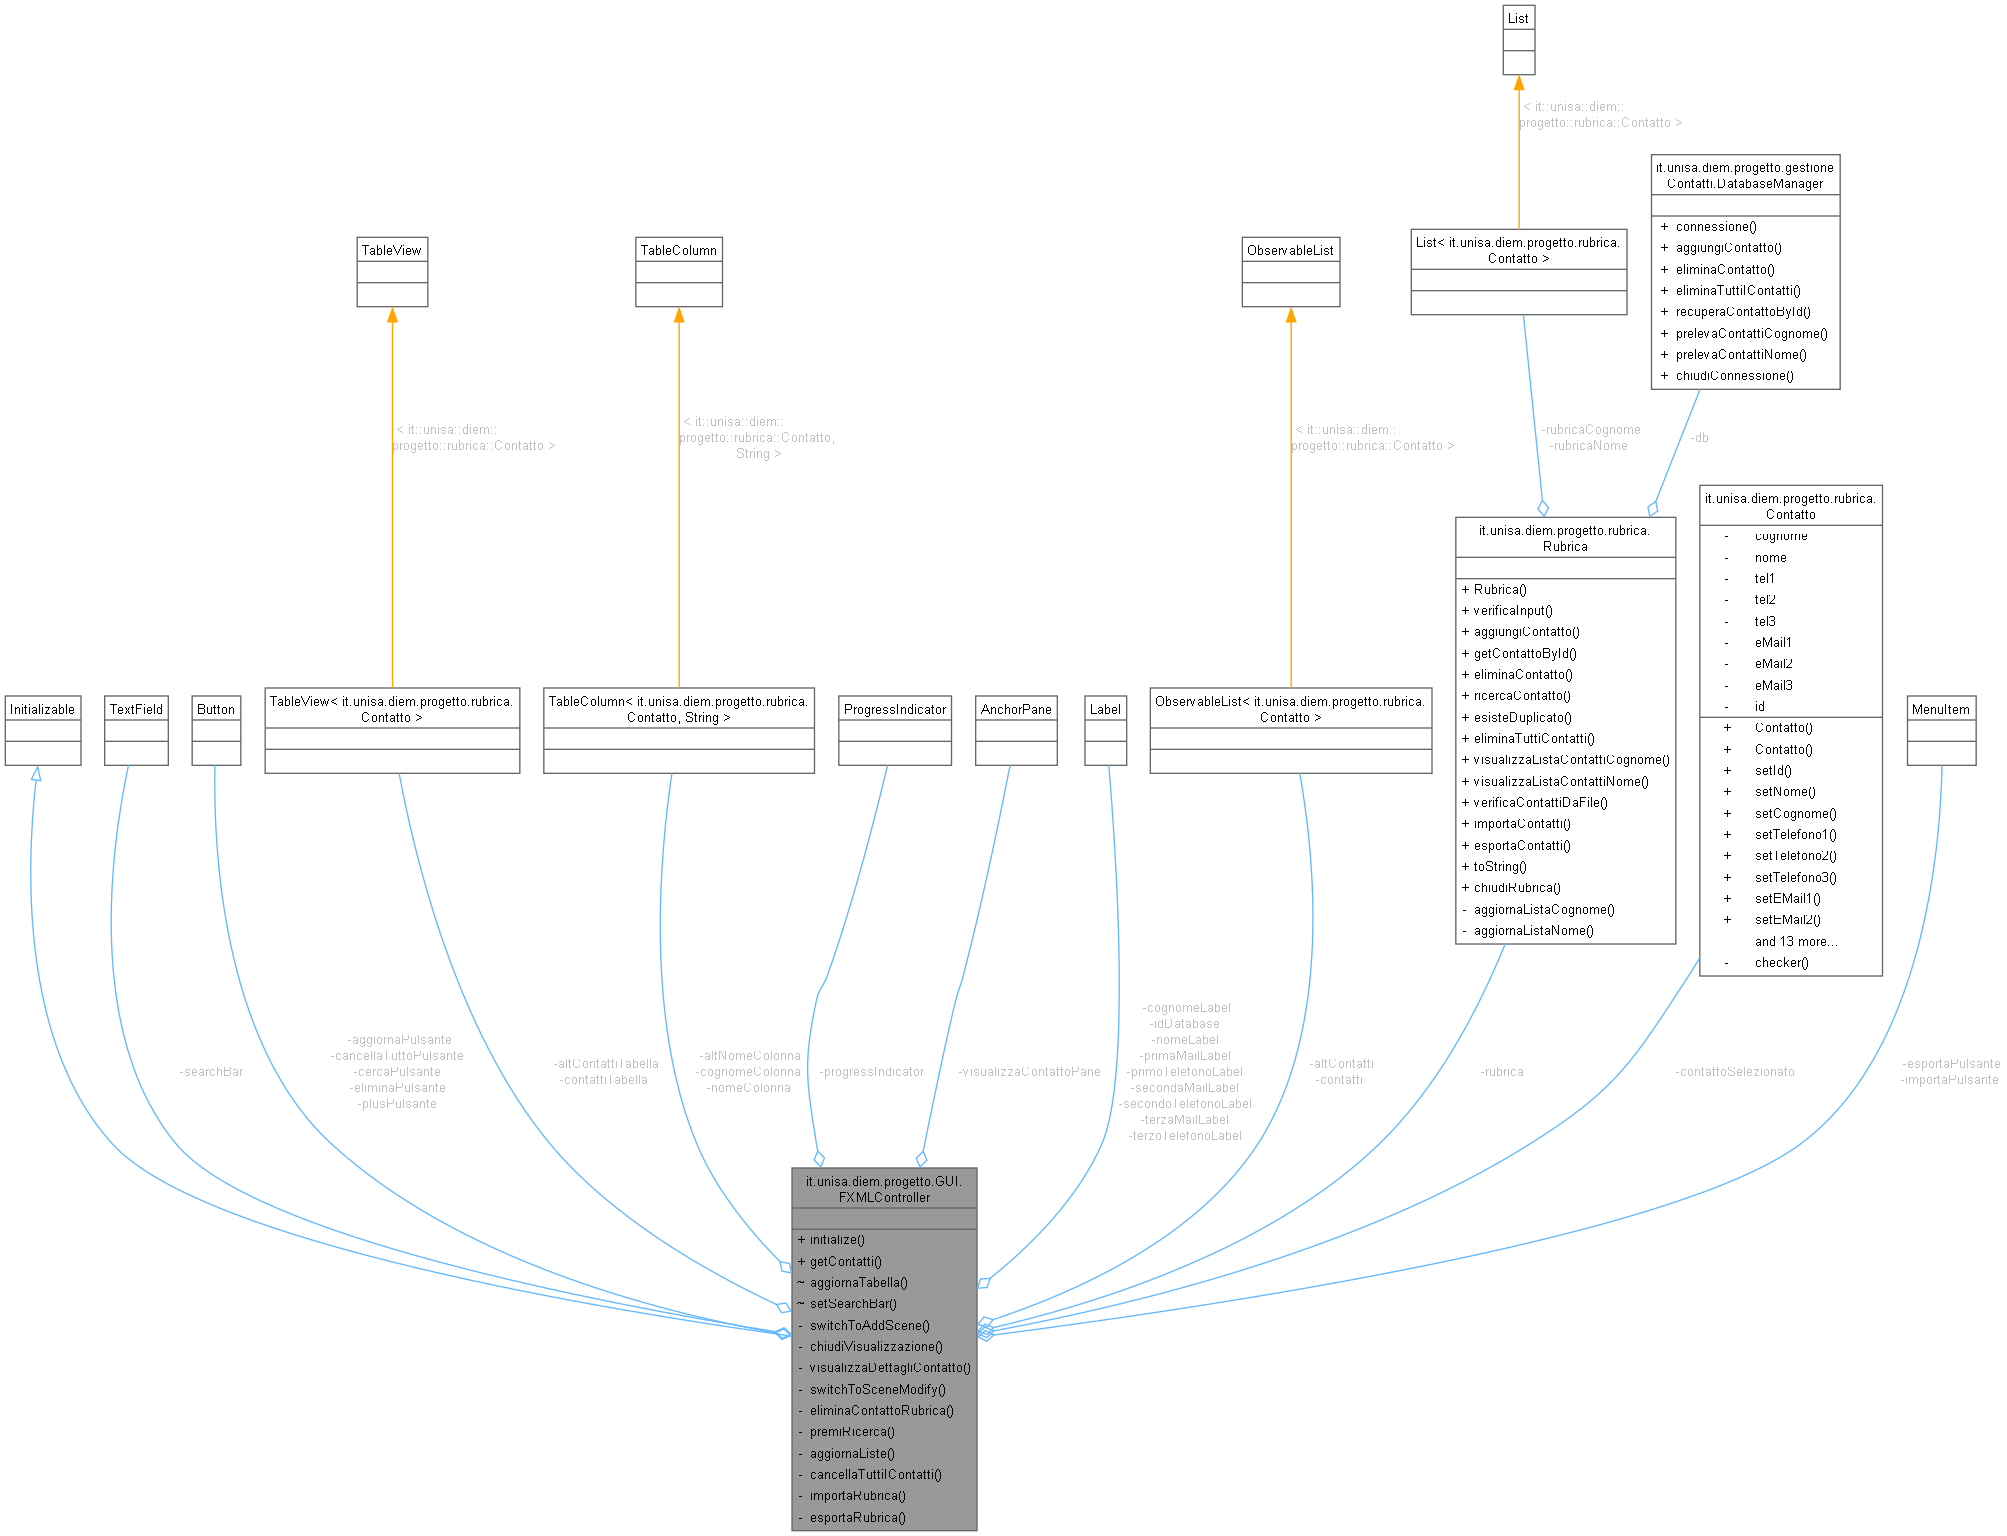 List
< it::unisa::diem::
progetto::rubrica::Contatto >
it.unisa.diem.progetto.gestione
Contatti.DatabaseManager
+ connessione()
+ aggiungiContatto()
+ eliminaContatto()
+ eliminaTuttiIContatti()
+ recuperaContattoById()
+ prelevaContattiCognome()
+ prelevaContattiNome()
+ chiudiConnessione()
List< it.unisa.diem.progetto.rubrica.
Contatto >
TableView
TableColumn
ObservableList
< it::unisa::diem::
progetto::rubrica::Contatto >
< it::unisa::diem::
progetto::rubrica::Contatto,
String >
< it::unisa::diem::
progetto::rubrica::Contatto >
-rubricaCognome
-rubricaNome
-db
it.unisa.diem.progetto.rubrica.
Rubrica
+ Rubrica()
+ verificaInput()
+ aggiungiContatto()
+ getContattoById()
+ eliminaContatto()
+ ricercaContatto()
+ esisteDuplicato()
+ eliminaTuttiContatti()
+ visualizzaListaContattiCognome()
+ visualizzaListaContattiNome()
+ verificaContattiDaFile()
+ importaContatti()
+ esportaContatti()
+ toString()
+ chiudiRubrica()
- aggiornaListaCognome()
- aggiornaListaNome()
it.unisa.diem.progetto.rubrica.
Contatto
- cognome
- nome
- tel1
- tel2
- tel3
- eMail1
- eMail2
- eMail3
- id
+ Contatto()
+ Contatto()
+ setId()
+ setNome()
+ setCognome()
+ setTelefono1()
+ setTelefono2()
+ setTelefono3()
+ setEMail1()
+ setEMail2()
and 13 more...
- checker()
Initializable
TextField
Button
TableView< it.unisa.diem.progetto.rubrica.
Contatto >
TableColumn< it.unisa.diem.progetto.rubrica.
Contatto, String >
ProgressIndicator
AnchorPane
Label
ObservableList< it.unisa.diem.progetto.rubrica.
Contatto >
MenuItem
-searchBar
-aggiornaPulsante
-cancellaTuttoPulsante
-cercaPulsante
-eliminaPulsante
-plusPulsante
-altContattiTabella
-contattiTabella
-altNomeColonna
-cognomeColonna
-nomeColonna
-progressIndicator
-visualizzaContattoPane
-cognomeLabel
-idDatabase
-nomeLabel
-primaMailLabel
-primoTelefonoLabel
-secondaMailLabel
-secondoTelefonoLabel
-terzaMailLabel
-terzoTelefonoLabel
-altContatti
-contatti
-rubrica
-contattoSelezionato
-esportaPulsante
-importaPulsante
it.unisa.diem.progetto.GUI.
FXMLController
+ initialize()
+ getContatti()
~ aggiornaTabella()
~ setSearchBar()
- switchToAddScene()
- chiudiVisualizzazione()
- visualizzaDettagliContatto()
- switchToSceneModify()
- eliminaContattoRubrica()
- premiRicerca()
- aggiornaListe()
- cancellaTuttiIContatti()
- importaRubrica()
- esportaRubrica()